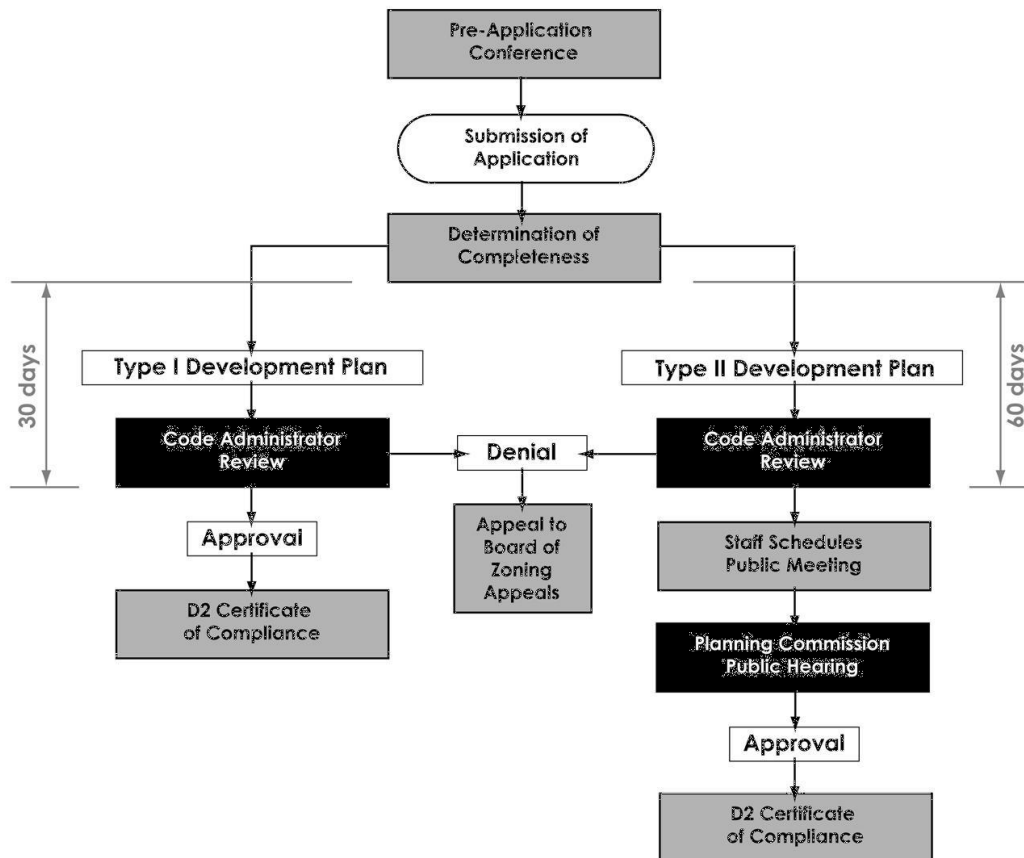 Pre-Application
Conference
Submission of
Application
Determination of
Completeness
30 days
60 days
Type I Development Plan
Type II Development Plan
Code Administrator
Review
Denial
Code Administrator
Review
Approval
Appeal to
Board of
Zoning
Appeals
Staff Schedules
Public Meeting
D2 Certificate
of Compliance
Planning Commission
Public Hearing
Approval
D2 Certificate
of Compliance